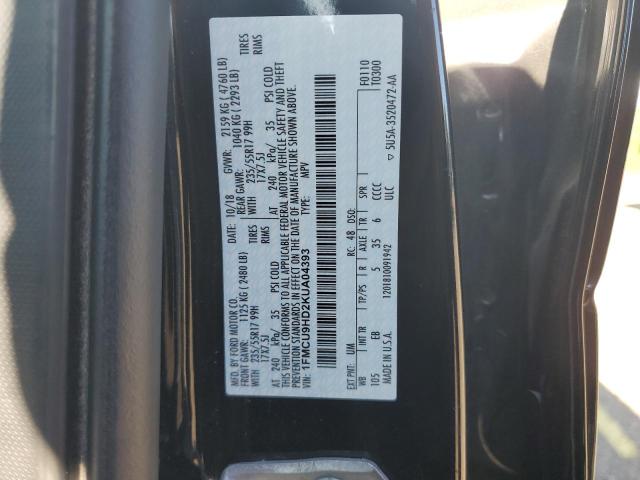 MFD. BY FORD MOTOR CO. 10/18 GVWR: 2159 KG ( 4760 LB)
FRONT GAWR: 1125 KG ( 2480 LB) REAR GAWR: 1040 KG ( 2293 LB)
WITH 235/55R17 99H TIRES WITH 235/55R17 99H TIRES
17X7.5J RIMS 17X7.5J RIMS
AT 240 kPa/ 35 PSI COLD AT 240 kPa/ 35 PSI COLD
THIS VEHICLE CONFORMS TO ALL APPLICABLE FEDERAL MOTOR VEHICLE SAFETY AND THEFT
PREVENTION STANDARDS IN EFFECT ON THE DATE OF MANUFACTURE SHOWN ABOVE.
VIN: 1FMCU9HD2KUA04393 TYPE: MPV
F0110
T0300
EXT PNT: UM RC: 48 DSO:
WB INT TR TP/PS R AXLE TR SPR
105 EB 5 35 6 CCCC
MADE IN U.S.A. 1201810091942 ULC
▽ 5U5A-3520472-AA